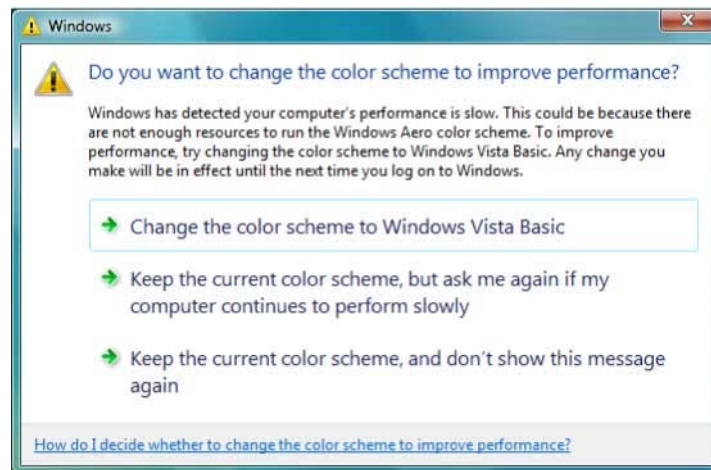 Windows
Do you want to change the color scheme to improve performance?
Windows has detected your computer's performance is slow. This could be because there
are not enough resources to run the Windows Aero color scheme. To improve
performance, try changing the color scheme to Windows Vista Basic. Any change you
make will be in effect until the next time you log on to Windows.
Change the color scheme to Windows Vista Basic
Keep the current color scheme, but ask me again if my
computer continues to perform slowly
Keep the current color scheme, and don't show this message
again
How do I decide whether to change the color scheme to improve performance?